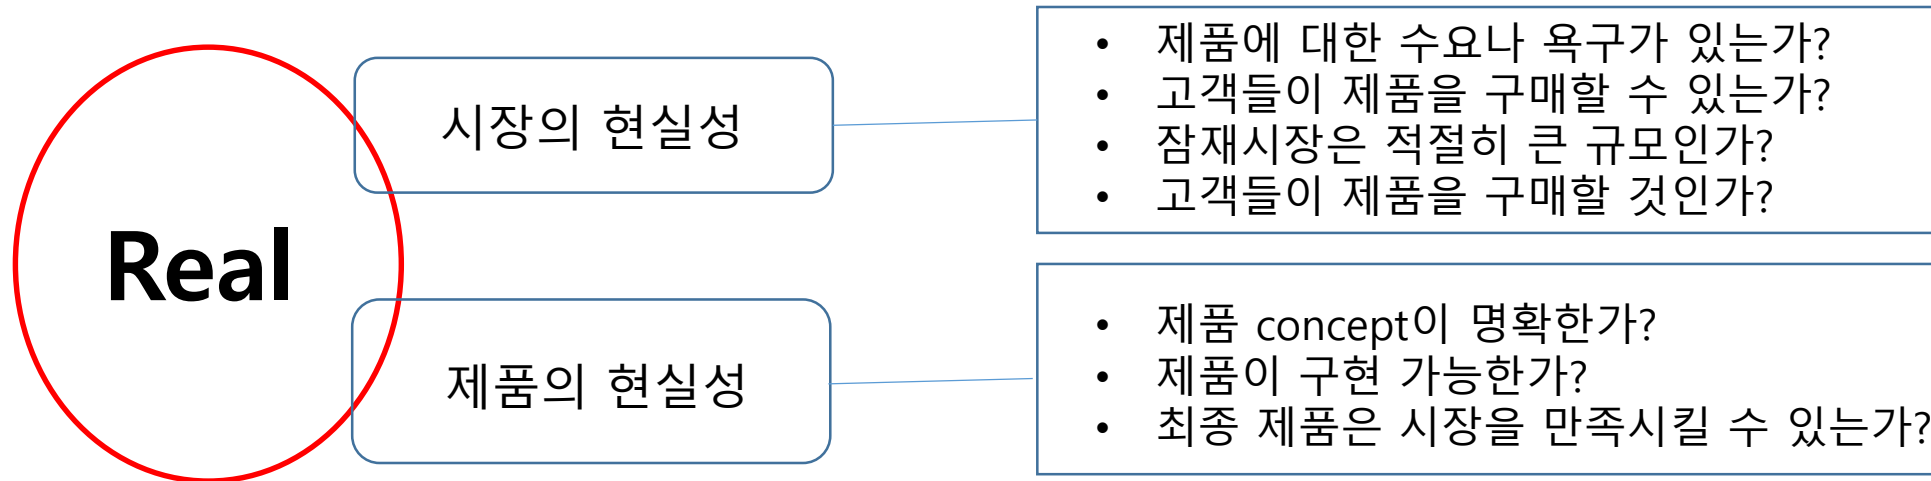 Real
시장의 현실성
• 제품에 대한 수요나 욕구가 있는가?
• 고객들이 제품을 구매할 수 있는가?
• 잠재시장은 적절히 큰 규모인가?
• 고객들이 제품을 구매할 것인가?
제품의 현실성
• 제품 concept이 명확한가?
• 제품이 구현 가능한가?
• 최종 제품은 시장을 만족시킬 수 있는가?